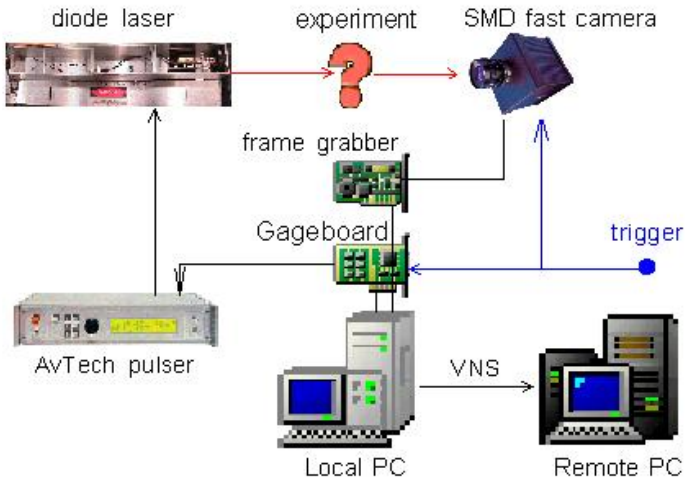 diode laser
experiment
SMD fast camera
frame grabber
Gageboard
trigger
AvTech pulser
VNS
Local PC
Remote PC